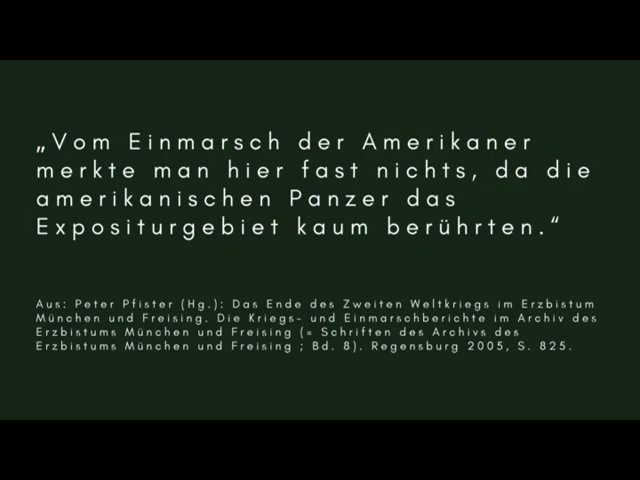 „Vom Einmarsch der Amerikaner
merkte man hier fast nichts, da die
amerikanischen Panzer das
Expositurgebiet kaum berührten.“
Aus: Peter Pfister (Hg.): Das Ende des Zweiten Weltkriegs im Erzbistum
München und Freising. Die Kriegs- und Einmarschberichte im Archiv des
Erzbistums München und Freising (= Schriften des Archivs des
Erzbistums München und Freising ; Bd. 8). Regensburg 2005, S. 825.